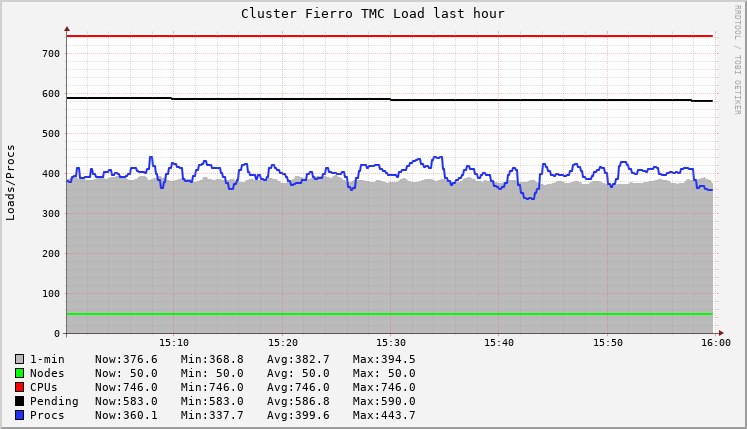 Cluster Fierro TMC Load last hour
RRDTOOL / TOBI OETIKER
Loads/Procs
700
600
500
400
300
200
100
0
15:10 15:20 15:30 15:40 15:50 16:00
1-min Now:376.6 Min:368.8 Avg:382.7 Max:394.5
Nodes Now: 50.0 Min: 50.0 Avg: 50.0 Max: 50.0
CPUs Now:746.0 Min:746.0 Avg:746.0 Max:746.0
Pending Now:583.0 Min:583.0 Avg:586.8 Max:590.0
Procs Now:360.1 Min:337.7 Avg:399.6 Max:443.7